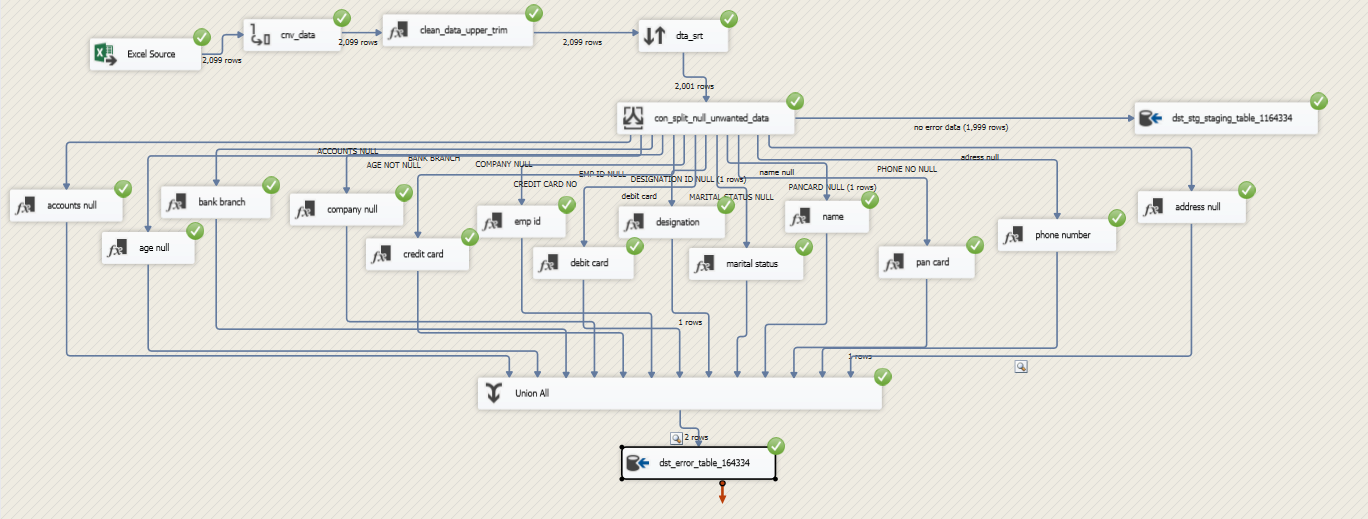 Excel Source
2,099 rows
cnv_data
2,099 rows
clean_data_upper_trim
2,099 rows
dta_srt
2,001 rows
con_split_null_unwanted_data
no error data (1,999 rows)
dst_stg_staging_table_1164334
ACCOUNTS NULL
AGE NOT NULL
BANK BRANCH
COMPANY NULL
CREDIT CARD NO
EMP ID NULL
debit card
DESIGNATION ID NULL (1 rows)
MARITAL STATUS NULL
name null
PANCARD NULL (1 rows)
PHONE NO NULL
adress null
accounts null
age null
bank branch
company null
credit card
emp id
debit card
designation
marital status
name
pan card
phone number
address null
1 rows
1 rows
Union All
2 rows
dst_error_table_164334